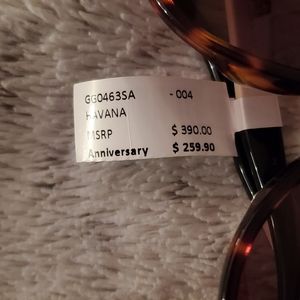 GG0463SA - 004
HAVANA
MSRP $ 390.00
Anniversary $ 259.90